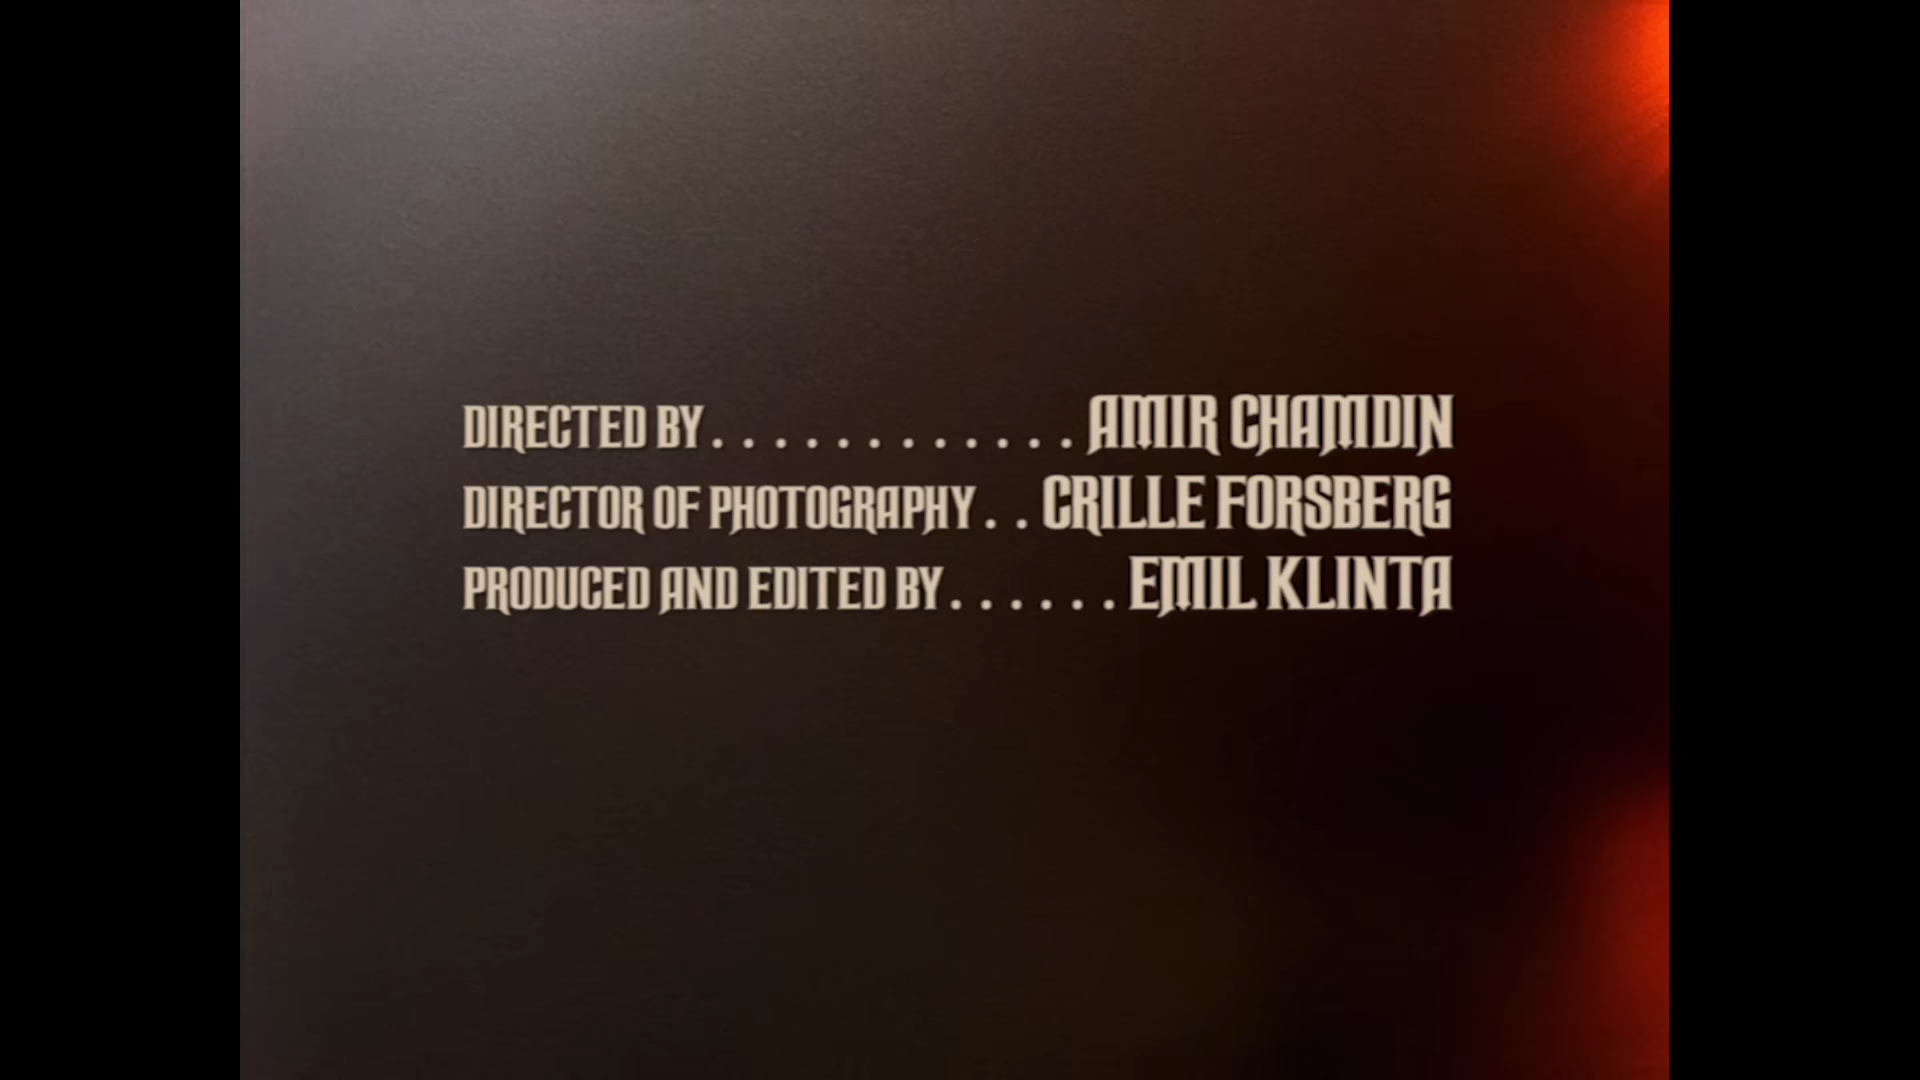 DIRECTED BY. . . . . . . . . . . . AMIR CHAMDIN
DIRECTOR OF PHOTOGRAPHY. . CRILLE FORSBERG
PRODUCED AND EDITED BY. . . . . . EMIL KLINTA